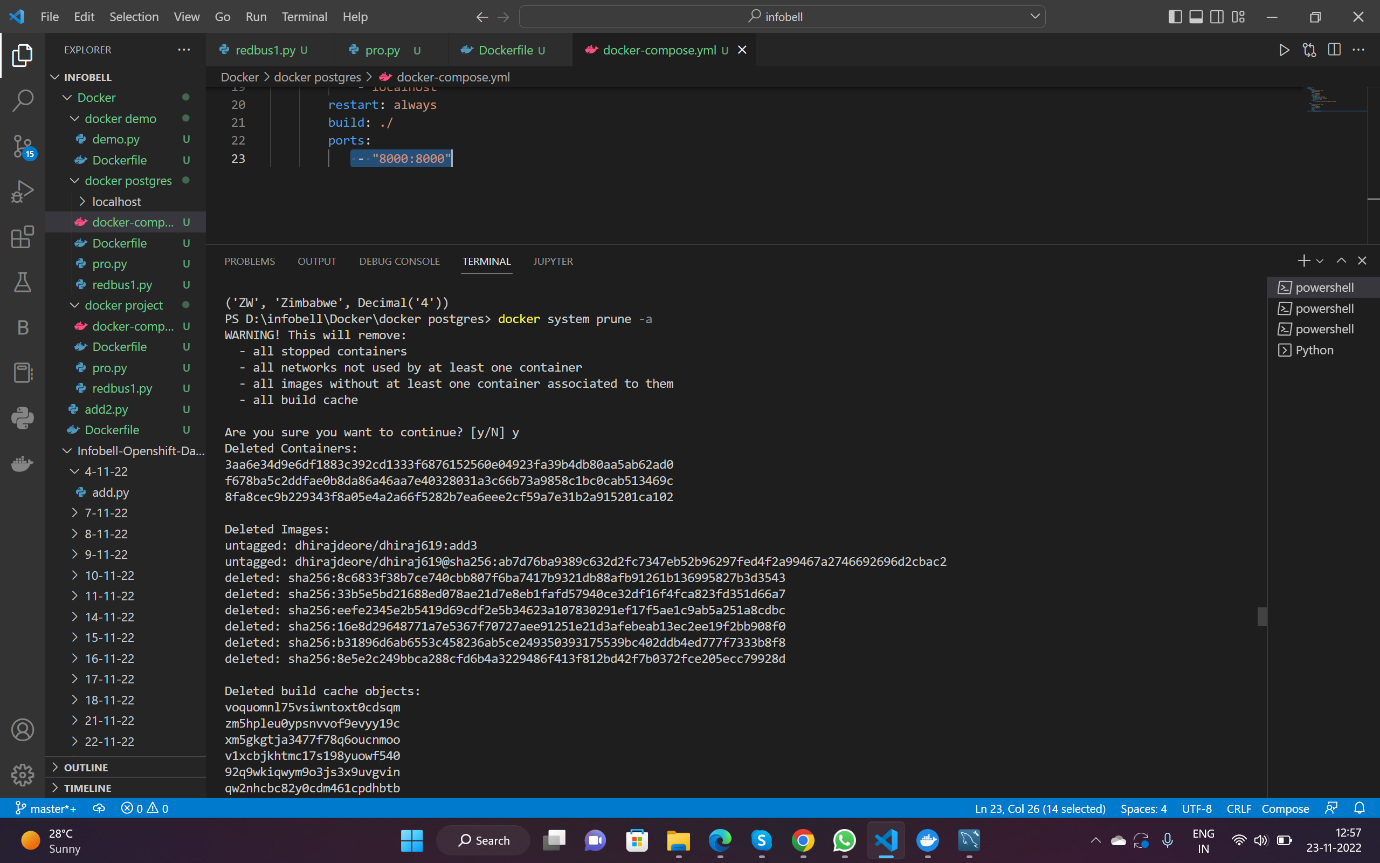 File Edit Selection View Go Run Terminal Help
infobell
EXPLORER
redbus1.py U
pro.py U
Dockerfile U
docker-compose.yml U
Docker > docker postgres > docker-compose.yml
INFOBELL
Docker
docker demo
demo.py U
Dockerfile U
docker postgres
localhost
docker-comp... U
Dockerfile U
pro.py U
redbus1.py U
docker project
docker-comp... U
Dockerfile U
pro.py U
redbus1.py U
add2.py U
Dockerfile U
Infobell-Openshift-Da...
4-11-22
add.py
7-11-22
8-11-22
9-11-22
10-11-22
11-11-22
14-11-22
15-11-22
16-11-22
17-11-22
18-11-22
21-11-22
22-11-22
OUTLINE
TIMELINE
15
19 - localhost
20 restart: always
21 build: ./
22 ports:
23 - "8000:8000"
PROBLEMS OUTPUT DEBUG CONSOLE TERMINAL JUPYTER
powershell
powershell
powershell
Python
('ZW', 'Zimbabwe', Decimal('4'))
PS D:\infobell\Docker\docker postgres> docker system prune -a
WARNING! This will remove:
- all stopped containers
- all networks not used by at least one container
- all images without at least one container associated to them
- all build cache
Are you sure you want to continue? [y/N] y
Deleted Containers:
3aa6e34d9e6df1883c392cd1333f6876152560e04923fa39b4db80aa5ab62ad0
f678ba5c2ddfae0b8da86a46aa7e40328031a3c66b73a9858c1bc0cab513469c
8fa8cec9b229343f8a05e4a2a66f5282b7ea6eee2cf59a7e31b2a915201ca102
Deleted Images:
untagged: dhirajdeore/dhiraj619:add3
untagged: dhirajdeore/dhiraj619@sha256:ab7d76ba9389c632d2fc7347eb52b96297fed4f2a99467a2746692696d2cbac2
deleted: sha256:8c6833f38b7ce740cbb807f6ba7417b9321db88afb91261b136995827b3d3543
deleted: sha256:33b5e5bd21688ed078ae21d7e8eb1fafd57940ce32df16f4fca823fd351d66a7
deleted: sha256:eefe2345e2b5419d69cdf2e5b34623a107830291ef17f5ae1c9ab5a251a8cdbc
deleted: sha256:16e8d29648771a7e5367f70727aee91251e21d3afebeab13ec2ee19f2bb908f0
deleted: sha256:b31896d6ab6553c458236ab5ce249350393175539bc402ddb4ed777f7333b8f8
deleted: sha256:8e5e2c249bbca288cfd6b4a3229486f413f812bd42f7b0372fce205ecc79928d
Deleted build cache objects:
voquomnl75vsiwntoxt0cdsqm
zm5hpleu0ypsnvvof9evyy19c
xm5gkgtja3477f78q6oucnmoo
v1xcbjkhtmc17s198yuowf540
92q9wkiqwym9o3js3x9uvgvin
qw2nhcbc82y0cdm461cpdhbtb
master*+ 0 0
Ln 23, Col 26 (14 selected) Spaces: 4 UTF-8 CRLF Compose
28°C
Sunny
Search
ENG
IN
12:57
23-11-2022